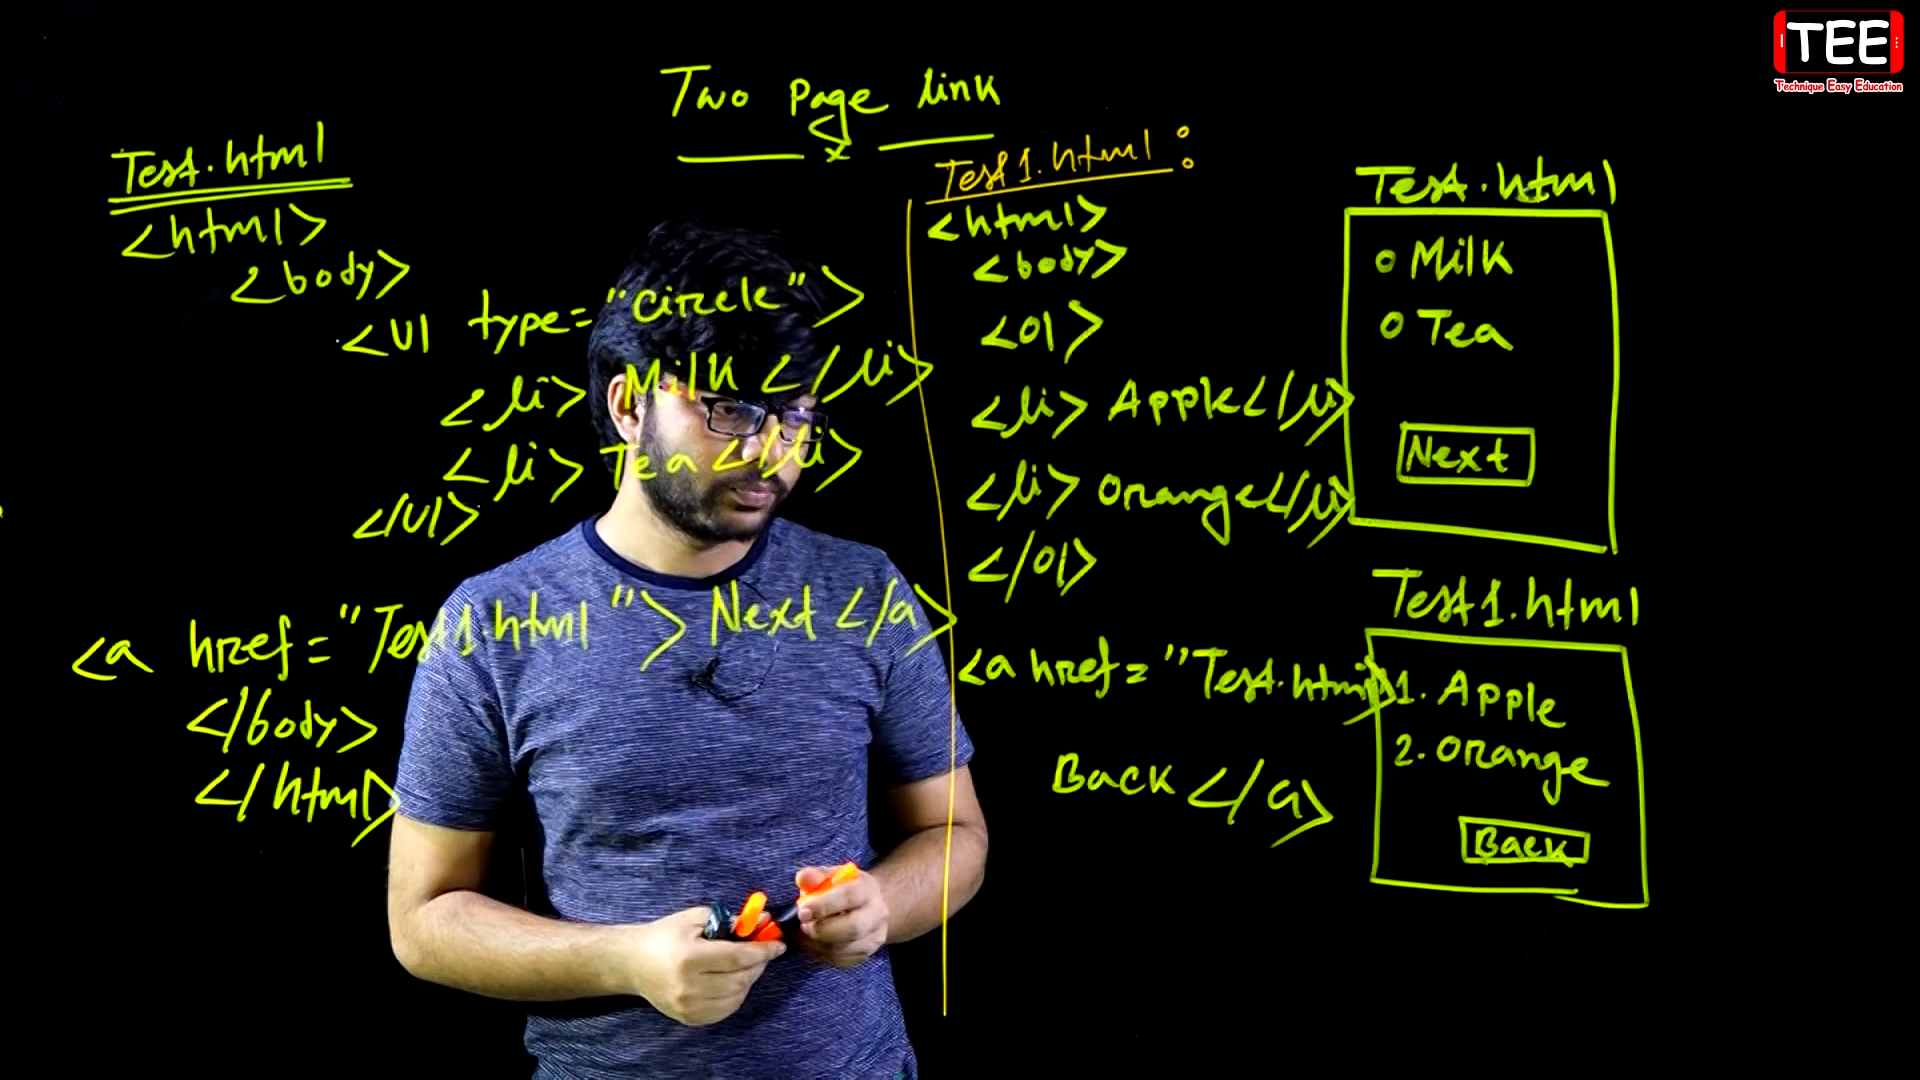 TEE
Technique Easy Education
Two Page link
Test.html
<html>
<body>
<ul type="circle">
<li> Milk </li>
<li> Tea </li>
</ul>
<a href="Test1.html"> Next </a>
</body>
</html>
Test1.html:
<html>
<body>
<ol>
<li> Apple</li>
<li> Orange</li>
</ol>
<a href="Test.html">
Back </a>
Test.html
Milk
Tea
Next
Test1.html
1. Apple
2. Orange
Back